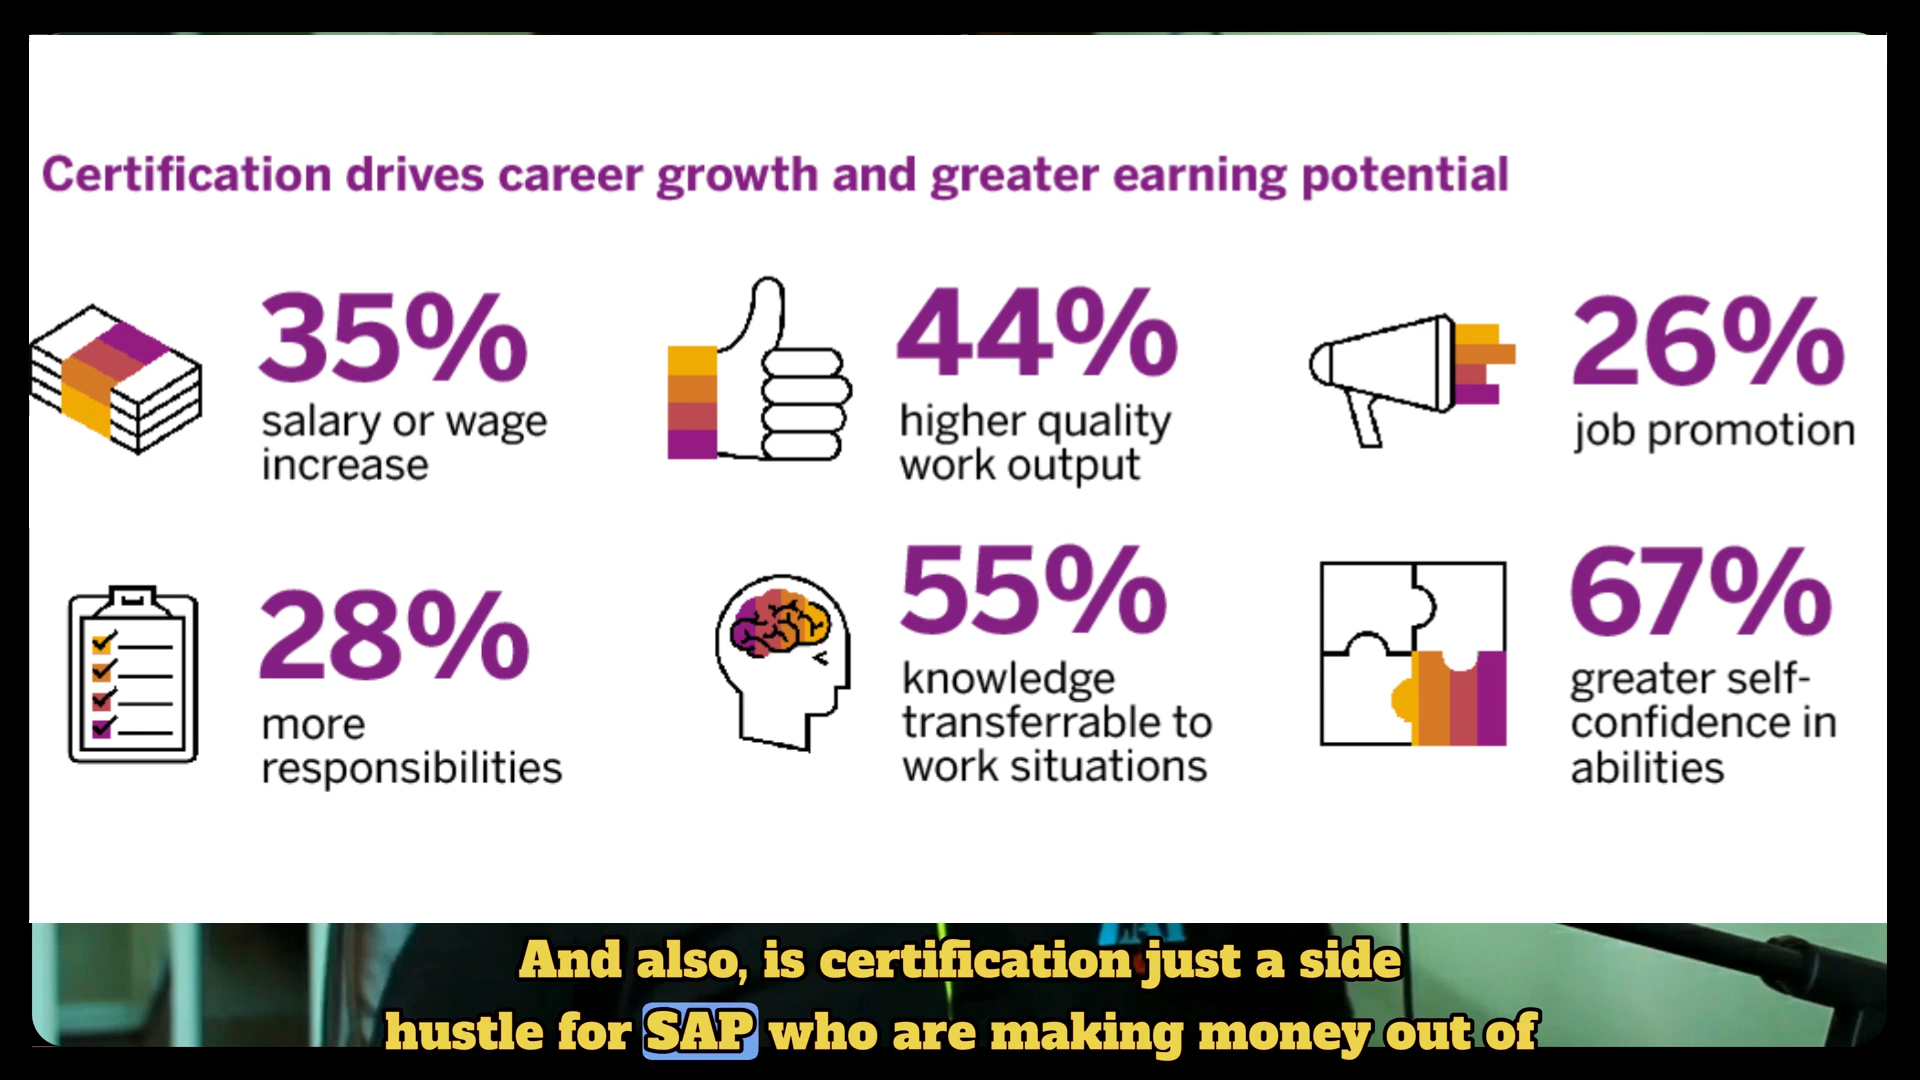 Certification drives career growth and greater earning potential
35%
salary or wage
increase
44%
higher quality
work output
26%
job promotion
28%
more
responsibilities
55%
knowledge
transferrable to
work situations
67%
greater self-
confidence in
abilities
And also, is certification just a side
hustle for SAP who are making money out of